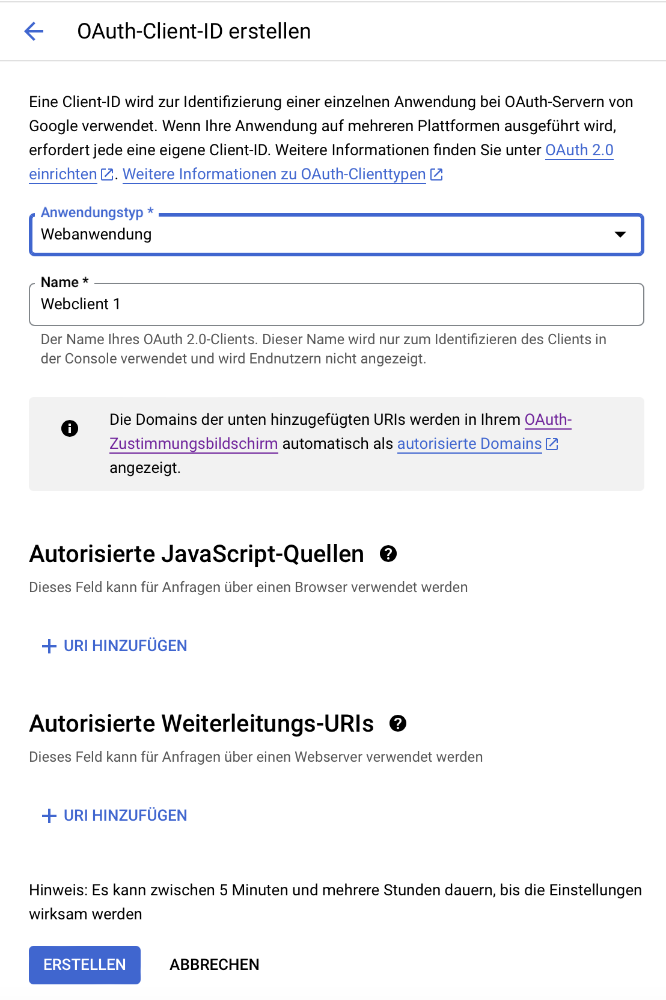 OAuth-Client-ID erstellen
Eine Client-ID wird zur Identifizierung einer einzelnen Anwendung bei OAuth-Servern von
Google verwendet. Wenn Ihre Anwendung auf mehreren Plattformen ausgeführt wird,
erfordert jede eine eigene Client-ID. Weitere Informationen finden Sie unter OAuth 2.0
einrichten. Weitere Informationen zu OAuth-Clienttypen
Anwendungstyp *
Webanwendung
Name *
Webclient 1
Der Name Ihres OAuth 2.0-Clients. Dieser Name wird nur zum Identifizieren des Clients in
der Console verwendet und wird Endnutzern nicht angezeigt.
Die Domains der unten hinzugefügten URIs werden in Ihrem OAuth-
Zustimmungsbildschirm automatisch als autorisierte Domains
angezeigt.
Autorisierte JavaScript-Quellen
Dieses Feld kann für Anfragen über einen Browser verwendet werden
+ URI HINZUFÜGEN
Autorisierte Weiterleitungs-URIs
Dieses Feld kann für Anfragen über einen Webserver verwendet werden
+ URI HINZUFÜGEN
Hinweis: Es kann zwischen 5 Minuten und mehrere Stunden dauern, bis die Einstellungen
wirksam werden
ERSTELLEN ABBRECHEN